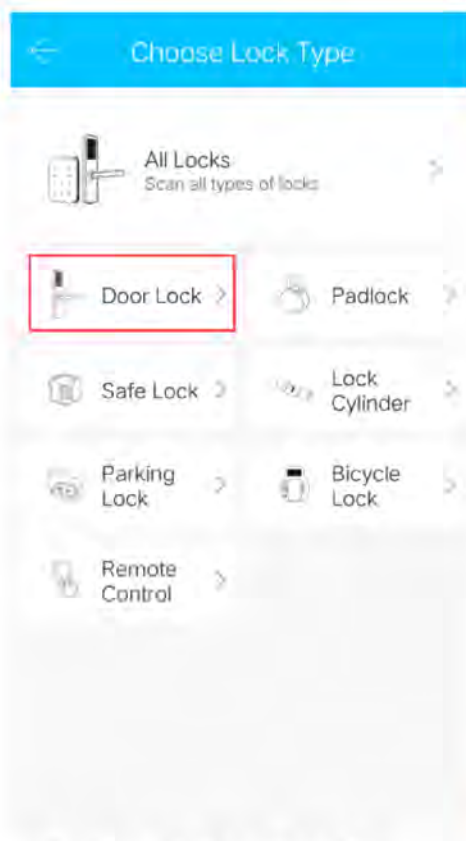 Choose Lock Type
All Locks
Scan all types of locks
Door Lock
Padlock
Safe Lock
Lock
Cylinder
Parking
Lock
Bicycle
Lock
Remote
Control